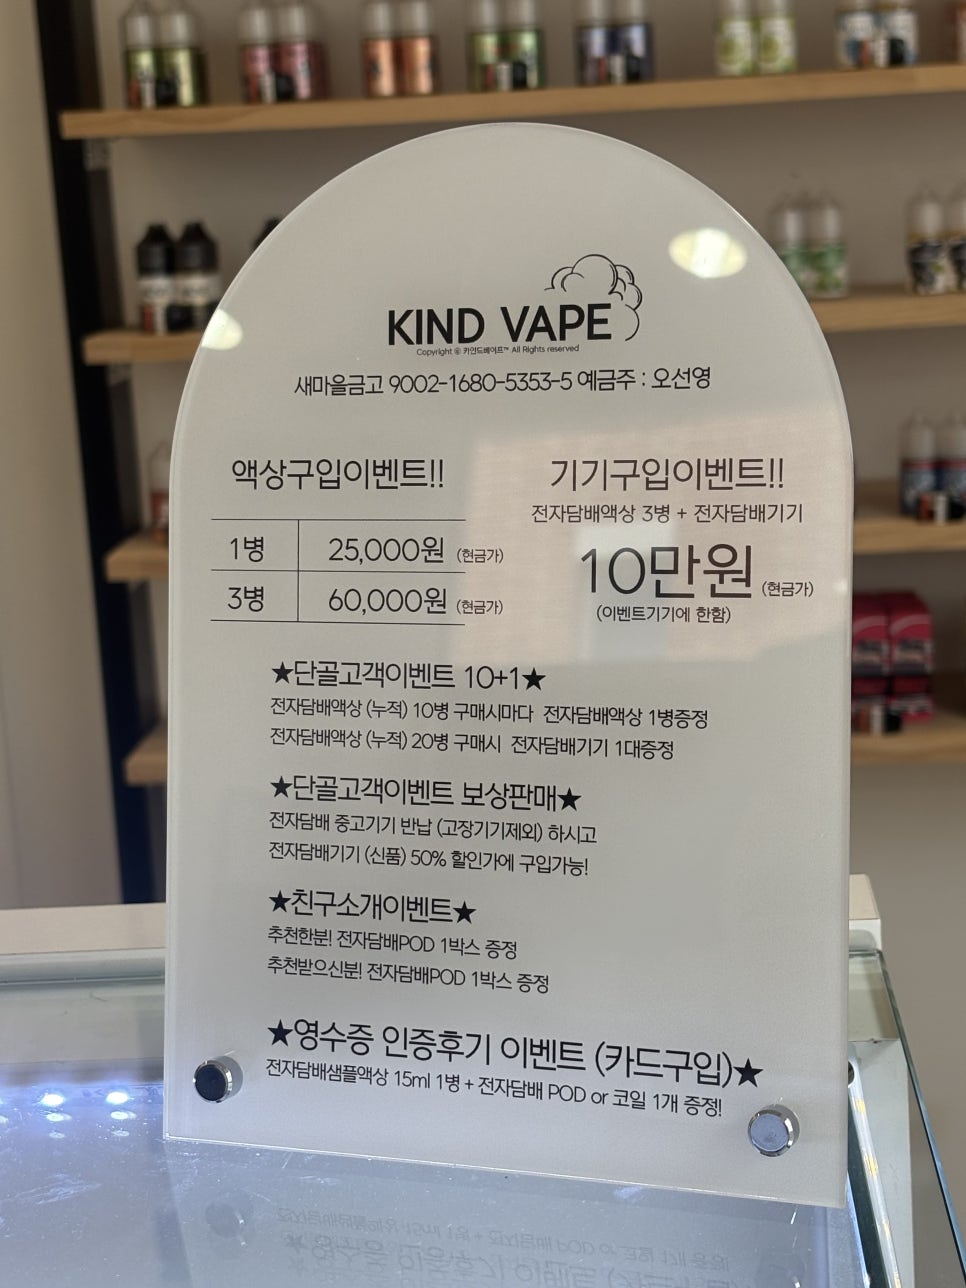 KIND VAPE
Copyright © 카인드베이프™ All Rights reserved
새마을금고 9002-1680-5353-5 예금주 : 오선영
액상구입이벤트!!
1병 25,000원 (현금가)
3병 60,000원 (현금가)
기기구입이벤트!!
전자담배액상 3병 + 전자담배기기
10만원 (현금가)
(이벤트기기에 한함)
★단골고객이벤트 10+1★
전자담배액상 (누적) 10병 구매시마다 전자담배액상 1병증정
전자담배액상 (누적) 20병 구매시 전자담배기기 1대증정
★단골고객이벤트 보상판매★
전자담배 중고기기 반납 (고장기기제외) 하시고
전자담배기기 (신품) 50% 할인가에 구입가능!
★친구소개이벤트★
추천한분! 전자담배POD 1박스 증정
추천받으신분! 전자담배POD 1박스 증정
★영수증 인증후기 이벤트 (카드구입)★
전자담배샘플액상 15ml 1병 + 전자담배 POD or 코일 1개 증정!